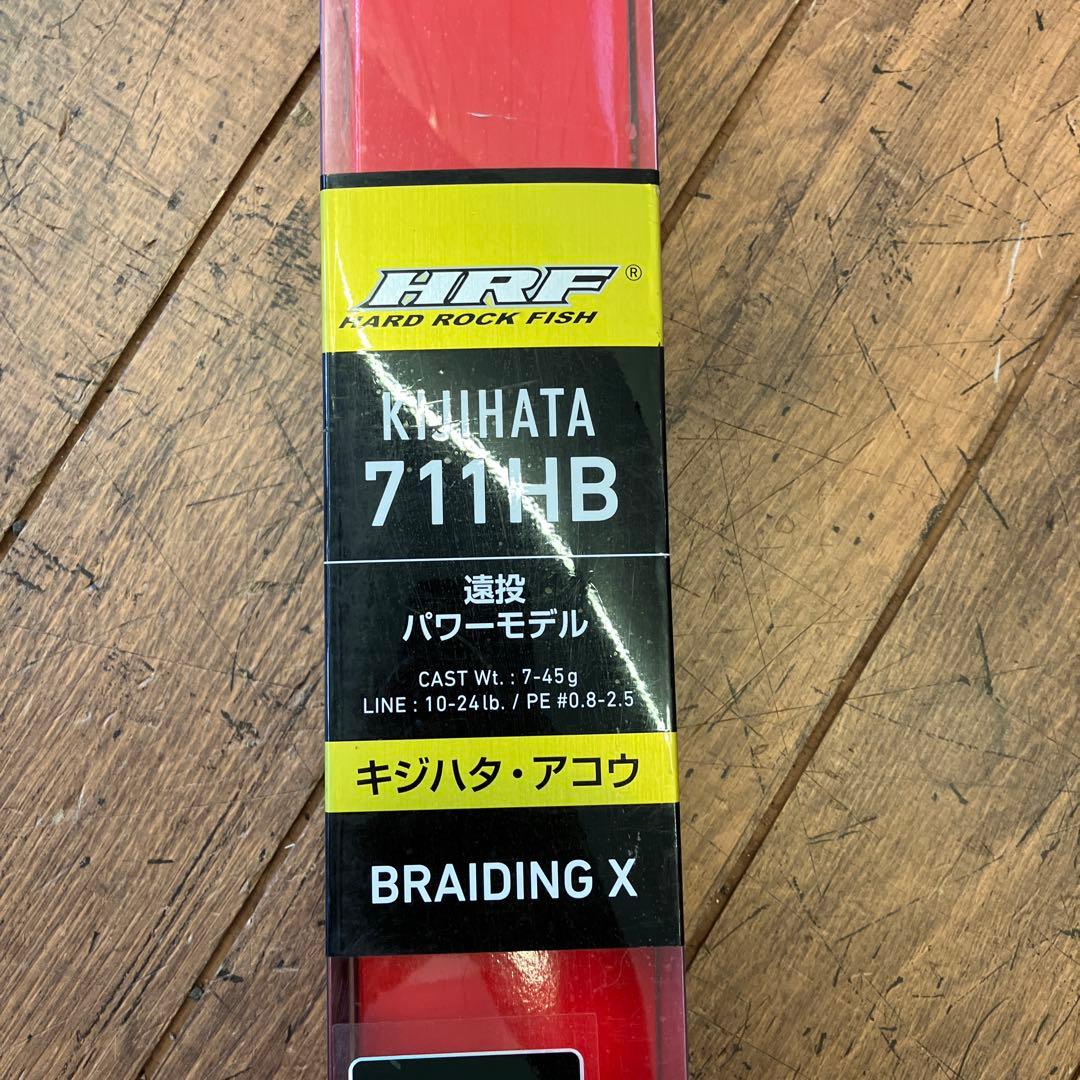 HRF®
HARD ROCK FISH
KIJIHATA
711HB
遠投
パワーモデル
CAST Wt. : 7-45g
LINE : 10-24lb. / PE #0.8-2.5
キジハタ・アコウ
BRAIDING X